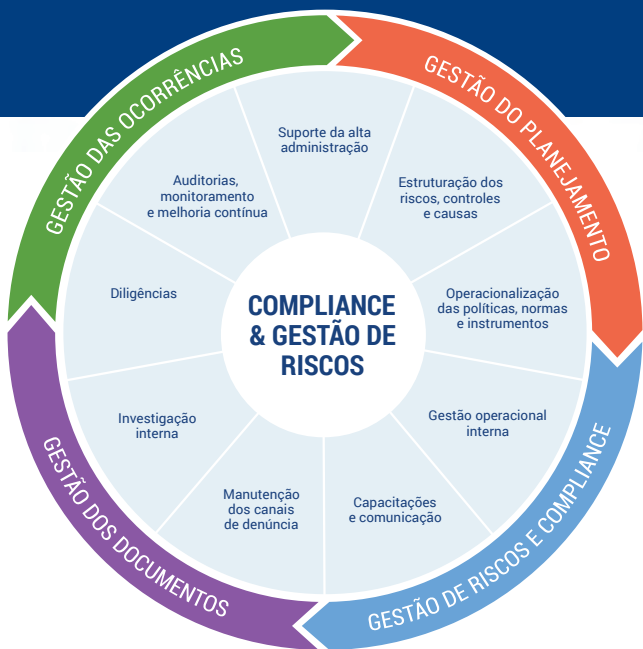 GESTÃO DAS OCORRÊNCIAS
GESTÃO DO PLANEJAMENTO
GESTÃO DE RISCOS E COMPLIANCE
GESTÃO DOS DOCUMENTOS
Suporte da alta
administração
Estruturação dos
riscos, controles
e causas
Operacionalização
das políticas, normas
e instrumentos
Gestão operacional
interna
Capacitações
e comunicação
Manutenção
dos canais
de denúncia
Investigação
interna
Diligências
Auditorias,
monitoramento
e melhoria contínua
COMPLIANCE
& GESTÃO DE
RISCOS